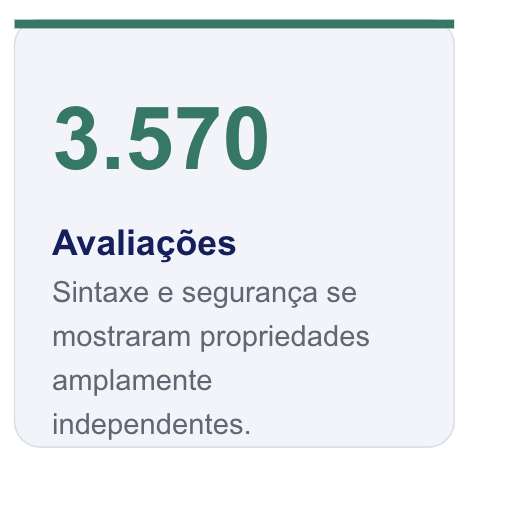 3.570
Avaliações
Sintaxe e segurança se
mostraram propriedades
amplamente
independentes.